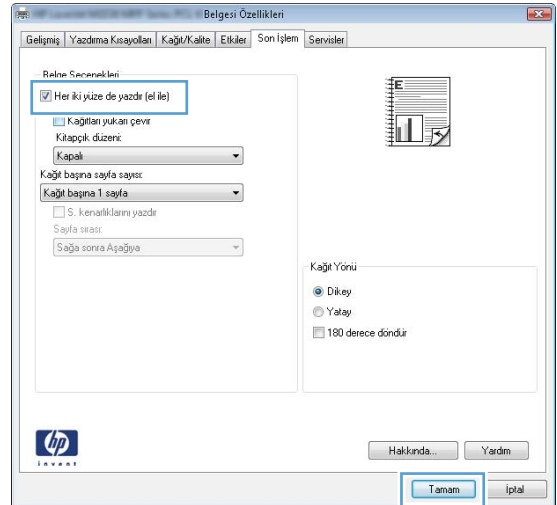 Belgesi Özellikleri
Gelişmiş Yazdırma Kısayolları Kağıt/Kalite Etkiler Son İşlem Servisler
Belge Seçenekleri
Her iki yüze de yazdır (el ile)
Kağıtları yukarı çevir
Kitapçık düzeni:
Kapalı
Kağıt başına sayfa sayısı:
Kağıt başına 1 sayfa
S. kenarlıklarını yazdır
Sayfa sırası:
Sağa sonra Aşağıya
E
Kağıt Yönü
Dikey
Yatay
180 derece döndür
hp
invent
Hakkında... Yardım
Tamam İptal